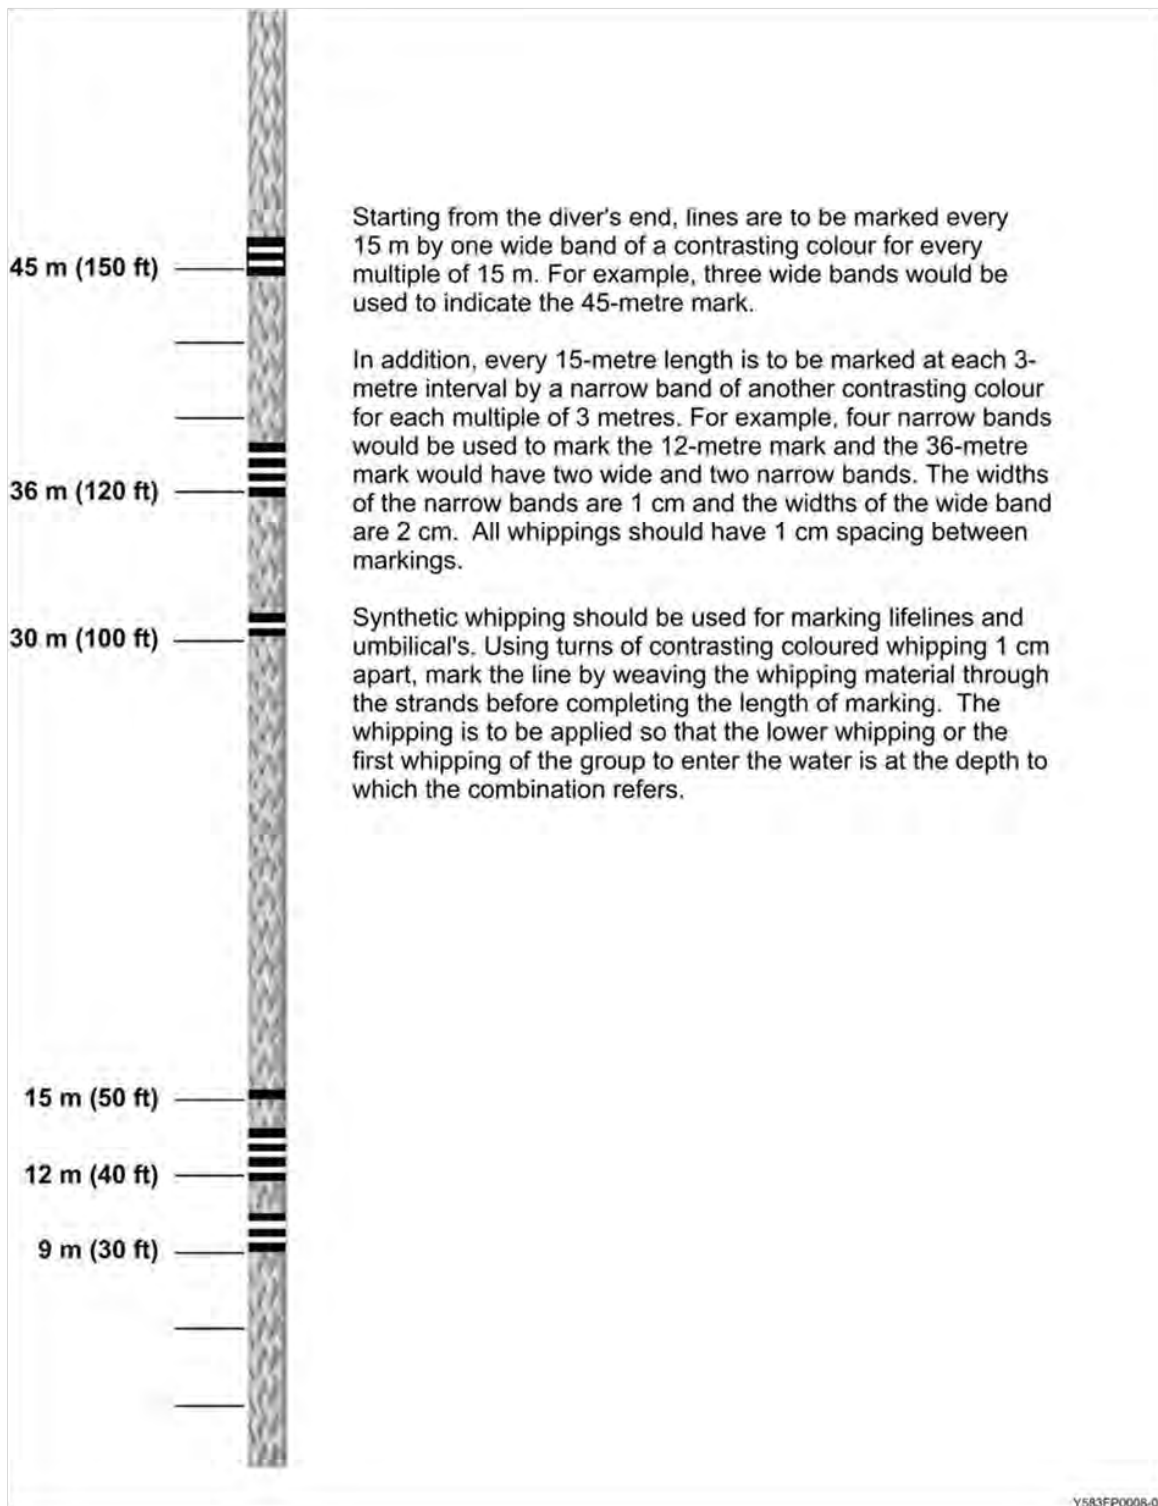 Starting from the diver's end, lines are to be marked every
15 m by one wide band of a contrasting colour for every
multiple of 15 m. For example, three wide bands would be
used to indicate the 45-metre mark.
In addition, every 15-metre length is to be marked at each 3-
metre interval by a narrow band of another contrasting colour
for each multiple of 3 metres. For example, four narrow bands
would be used to mark the 12-metre mark and the 36-metre
mark would have two wide and two narrow bands. The widths
of the narrow bands are 1 cm and the widths of the wide band
are 2 cm.  All whippings should have 1 cm spacing between
markings.
Synthetic whipping should be used for marking lifelines and
umbilical's. Using turns of contrasting coloured whipping 1 cm
apart, mark the line by weaving the whipping material through
the strands before completing the length of marking.  The
whipping is to be applied so that the lower whipping or the
first whipping of the group to enter the water is at the depth to
which the combination refers.
45 m (150 ft)
36 m (120 ft)
30 m (100 ft)
15 m (50 ft)
12 m (40 ft)
9 m (30 ft)